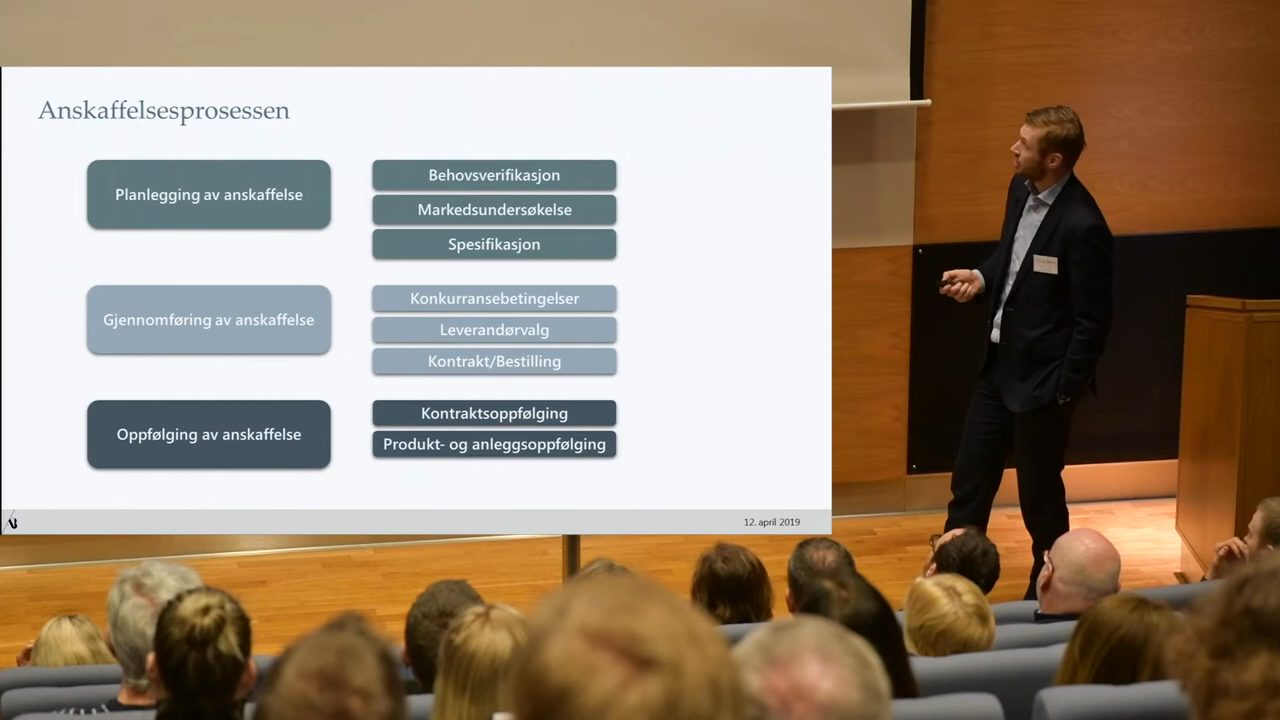 Anskaffelsesprosessen
Planlegging av anskaffelse
Behovsverifikasjon
Markedsundersøkelse
Spesifikasjon
Gjennomføring av anskaffelse
Konkurransebetingelser
Leverandørvalg
Kontrakt/Bestilling
Oppfølging av anskaffelse
Kontraktsoppfølging
Produkt- og anleggsoppfølging
12. april 2019